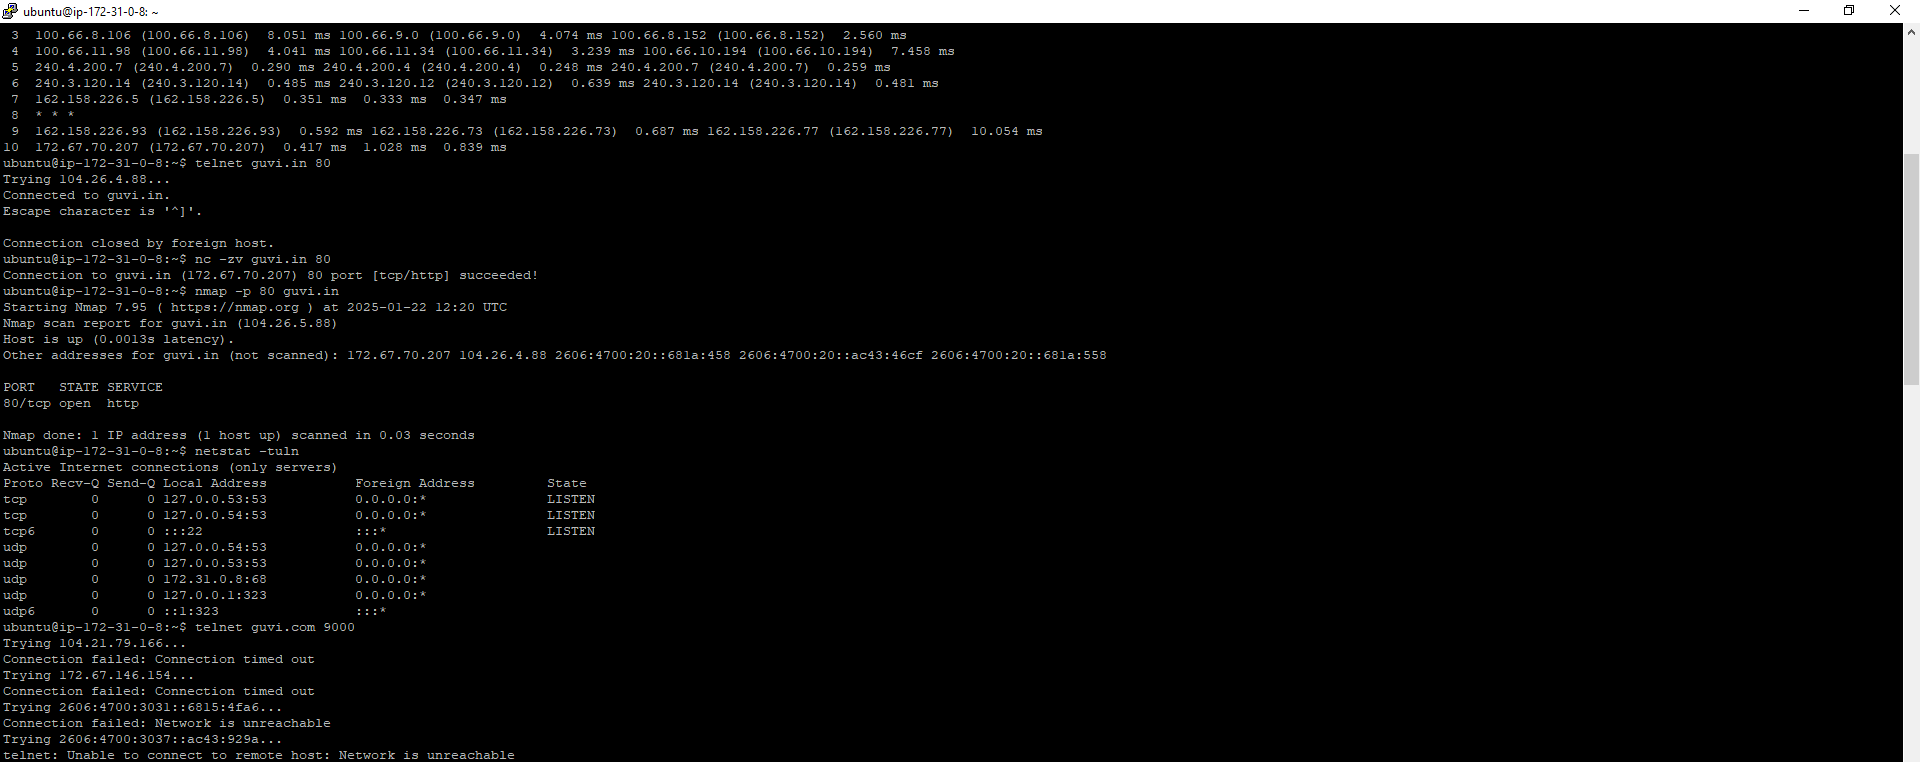 ubuntu@ip-172-31-0-8: ~
 3  100.66.8.106 (100.66.8.106)  8.051 ms 100.66.9.0 (100.66.9.0)  4.074 ms 100.66.8.152 (100.66.8.152)  2.560 ms
 4  100.66.11.98 (100.66.11.98)  4.041 ms 100.66.11.34 (100.66.11.34)  3.239 ms 100.66.10.194 (100.66.10.194)  7.458 ms
 5  240.4.200.7 (240.4.200.7)  0.290 ms 240.4.200.4 (240.4.200.4)  0.248 ms 240.4.200.7 (240.4.200.7)  0.259 ms
 6  240.3.120.14 (240.3.120.14)  0.485 ms 240.3.120.12 (240.3.120.12)  0.639 ms 240.3.120.14 (240.3.120.14)  0.481 ms
 7  162.158.226.5 (162.158.226.5)  0.351 ms  0.333 ms  0.347 ms
 8  * * *
 9  162.158.226.93 (162.158.226.93)  0.592 ms 162.158.226.73 (162.158.226.73)  0.687 ms 162.158.226.77 (162.158.226.77)  10.054 ms
10  172.67.70.207 (172.67.70.207)  0.417 ms  1.028 ms  0.839 ms
ubuntu@ip-172-31-0-8:~$ telnet guvi.in 80
Trying 104.26.4.88...
Connected to guvi.in.
Escape character is '^]'.
Connection closed by foreign host.
ubuntu@ip-172-31-0-8:~$ nc -zv guvi.in 80
Connection to guvi.in (172.67.70.207) 80 port [tcp/http] succeeded!
ubuntu@ip-172-31-0-8:~$ nmap -p 80 guvi.in
Starting Nmap 7.95 ( https://nmap.org ) at 2025-01-22 12:20 UTC
Nmap scan report for guvi.in (104.26.5.88)
Host is up (0.0013s latency).
Other addresses for guvi.in (not scanned): 172.67.70.207 104.26.4.88 2606:4700:20::681a:458 2606:4700:20::ac43:46cf 2606:4700:20::681a:558
PORT   STATE SERVICE
80/tcp open  http
Nmap done: 1 IP address (1 host up) scanned in 0.03 seconds
ubuntu@ip-172-31-0-8:~$ netstat -tuln
Active Internet connections (only servers)
Proto Recv-Q Send-Q Local Address           Foreign Address         State
tcp        0      0 127.0.0.53:53           0.0.0.0:*               LISTEN
tcp        0      0 127.0.0.54:53           0.0.0.0:*               LISTEN
tcp6       0      0 :::22                   :::*                    LISTEN
udp        0      0 127.0.0.54:53           0.0.0.0:*
udp        0      0 127.0.0.53:53           0.0.0.0:*
udp        0      0 172.31.0.8:68           0.0.0.0:*
udp        0      0 127.0.0.1:323           0.0.0.0:*
udp6       0      0 ::1:323                 :::*
ubuntu@ip-172-31-0-8:~$ telnet guvi.com 9000
Trying 104.21.79.166...
Connection failed: Connection timed out
Trying 172.67.146.154...
Connection failed: Connection timed out
Trying 2606:4700:3031::6815:4fa6...
Connection failed: Network is unreachable
Trying 2606:4700:3037::ac43:929a...
telnet: Unable to connect to remote host: Network is unreachable